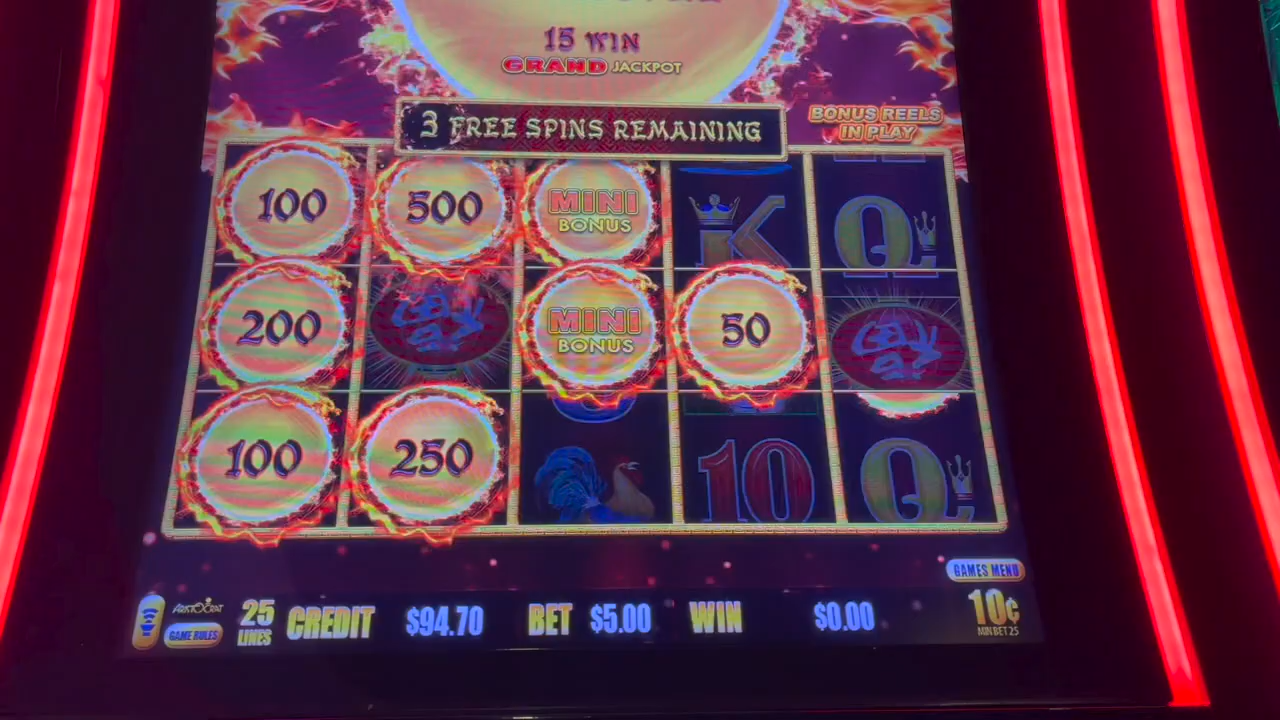 15 WIN
GRAND JACKPOT
3 FREE SPINS REMAINING
BONUS REELS
IN PLAY
100
500
MINI
BONUS
K
Q
200
MINI
BONUS
50
100
250
10
Q
GAMES MENU
ARISTOCRAT
GAME RULES
25
LINES
CREDIT
$94.70
BET
$5.00
WIN
$0.00
10¢
MIN BET 25